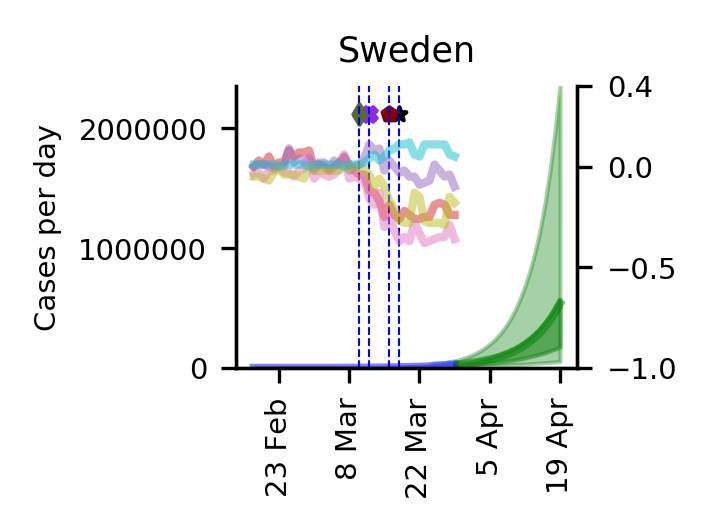 Sweden
Cases per day
2000000
1000000
0
0.4
0.0
−0.5
−1.0
23 Feb
8 Mar
22 Mar
5 Apr
19 Apr